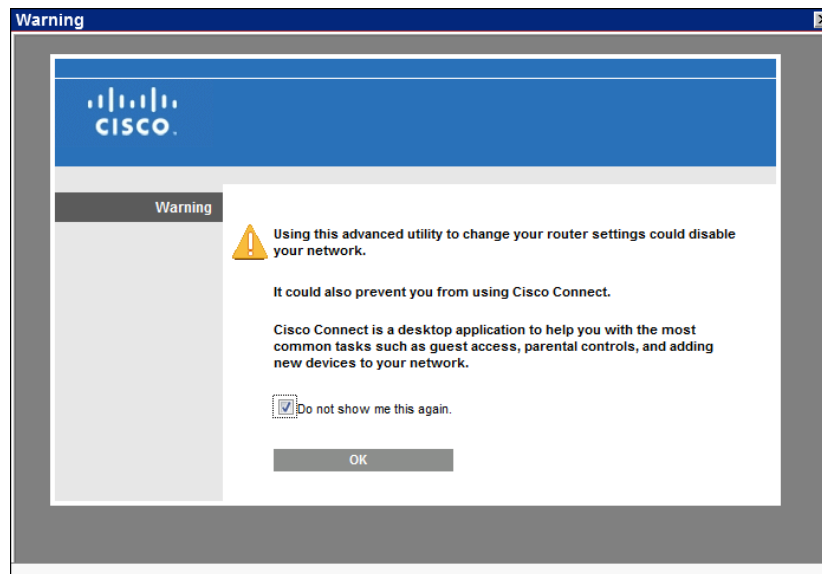 Warning
CISCO.
Warning
Using this advanced utility to change your router settings could disable
your network.
It could also prevent you from using Cisco Connect.
Cisco Connect is a desktop application to help you with the most
common tasks such as guest access, parental controls, and adding
new devices to your network.
Do not show me this again.
OK